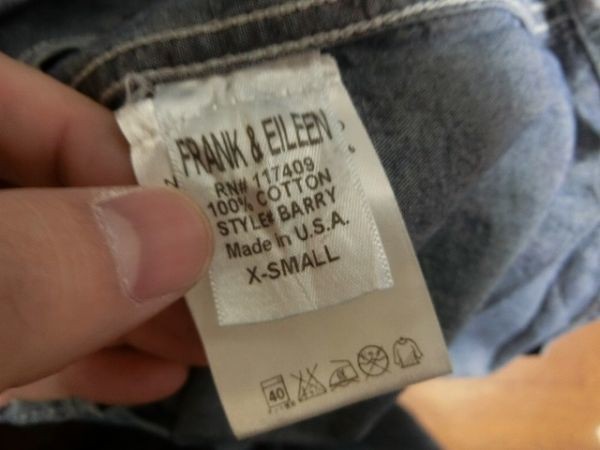 FRANK & EILEEN
RN# 117409
100% COTTON
STYLE# BARRY
Made in U.S.A.
X-SMALL
40